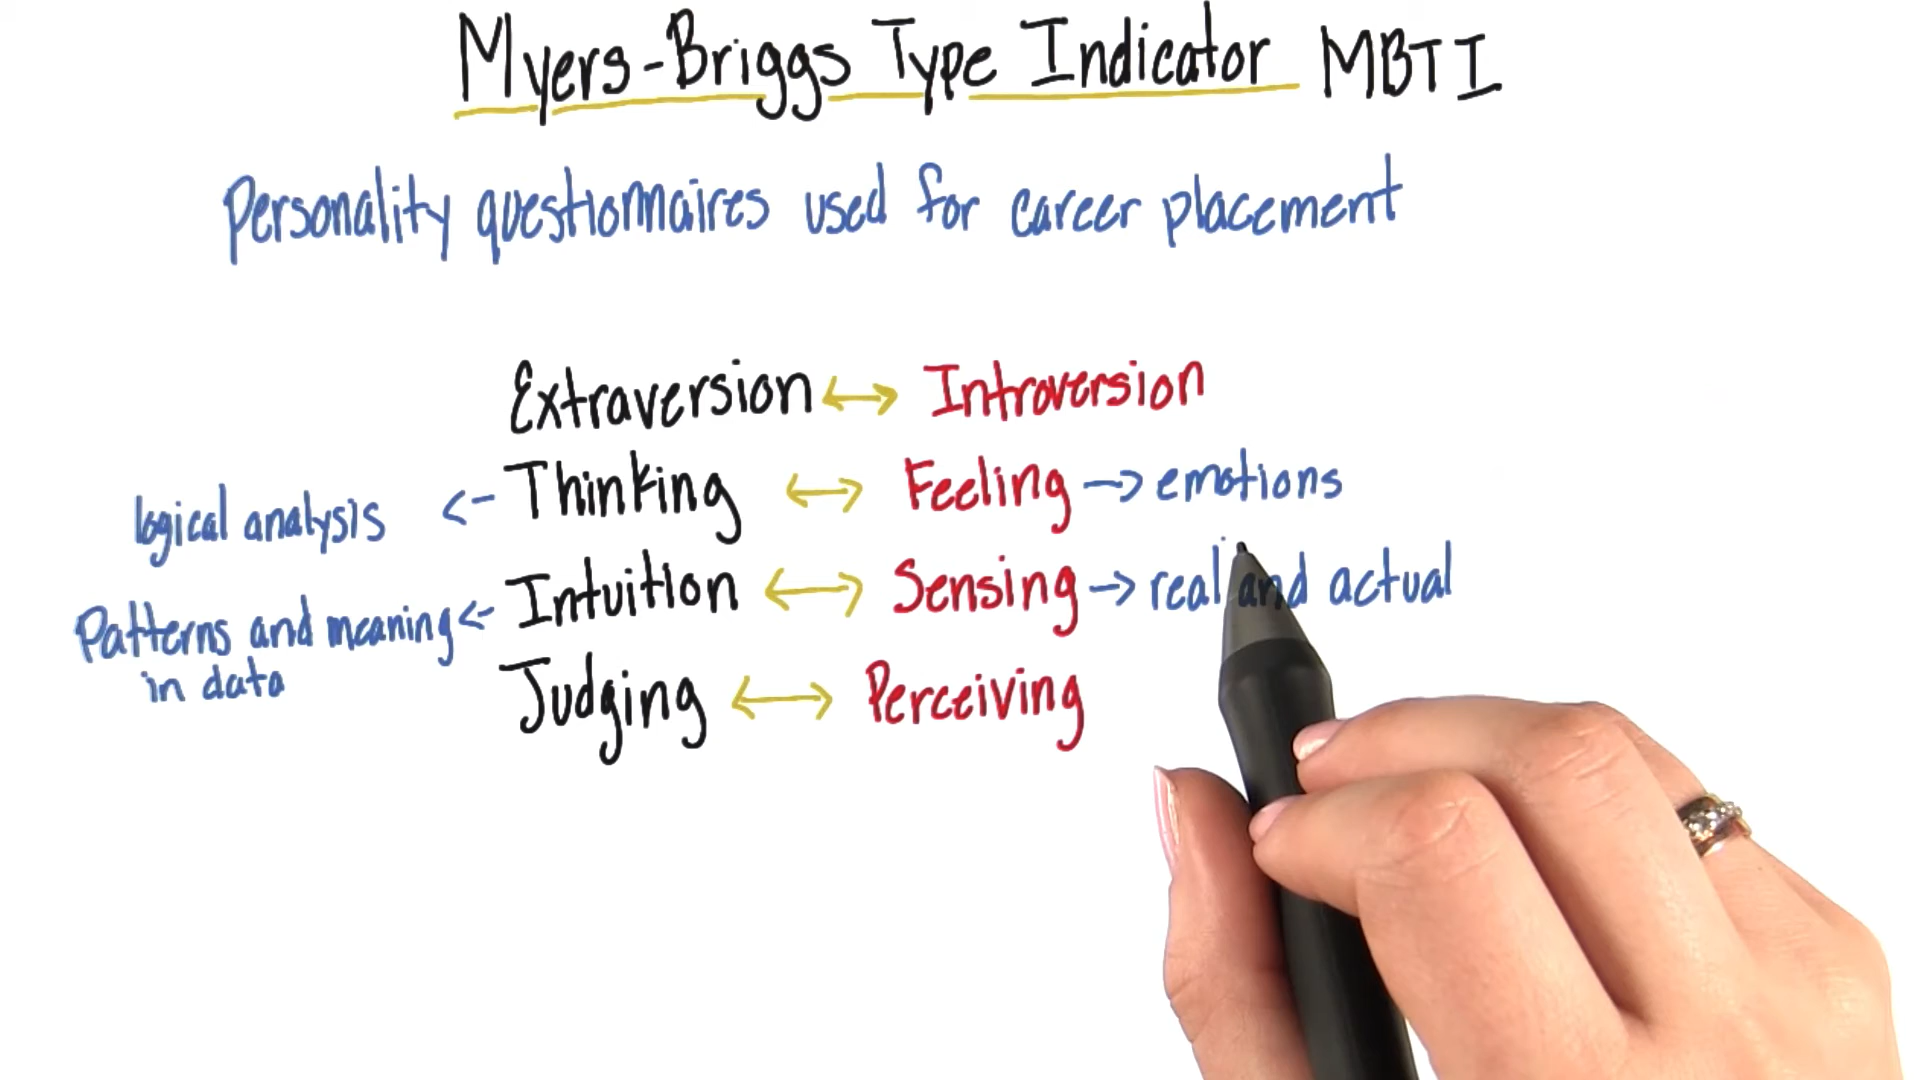 Myers-Briggs Type Indicator MBTI
Personality questionnaires used for career placement
Extraversion ↔ Introversion
logical analysis <- Thinking ↔ Feeling -> emotions
Patterns and meaning <- Intuition ↔ Sensing -> real and actual
in data
Judging ↔ Perceiving